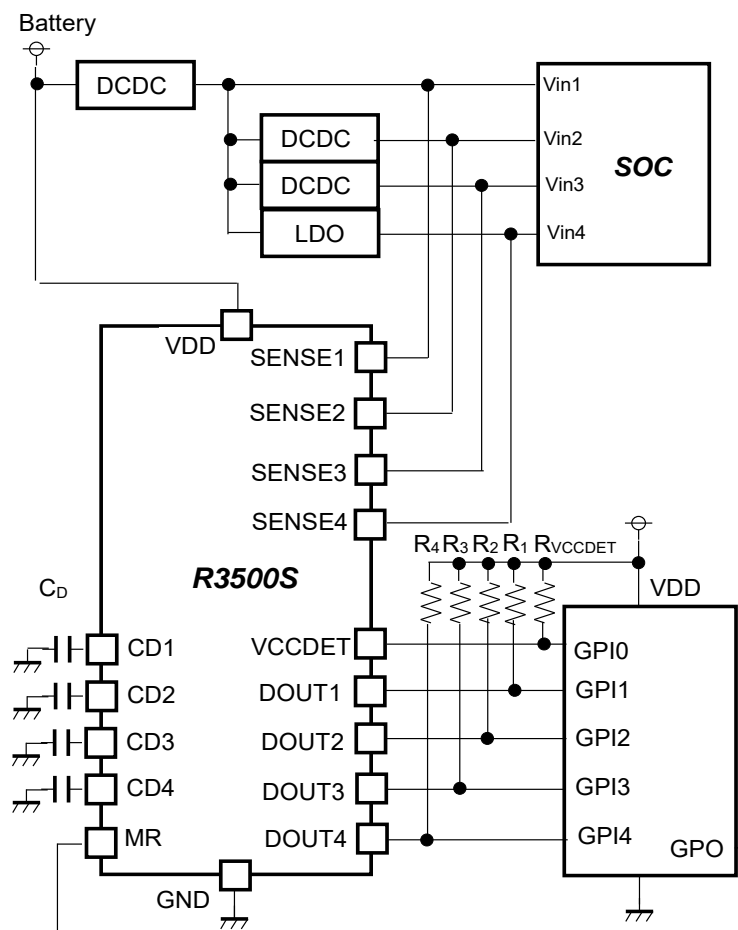 Battery
DCDC
Vin1
DCDC
Vin2
SOC
DCDC
Vin3
LDO
Vin4
VDD
SENSE1
SENSE2
SENSE3
SENSE4
R4 R3 R2 R1 RVCCDET
R3500S
VDD
CD
CD1
VCCDET
GPI0
CD2
DOUT1
GPI1
CD3
DOUT2
GPI2
CD4
DOUT3
GPI3
MR
DOUT4
GPI4
GPO
GND